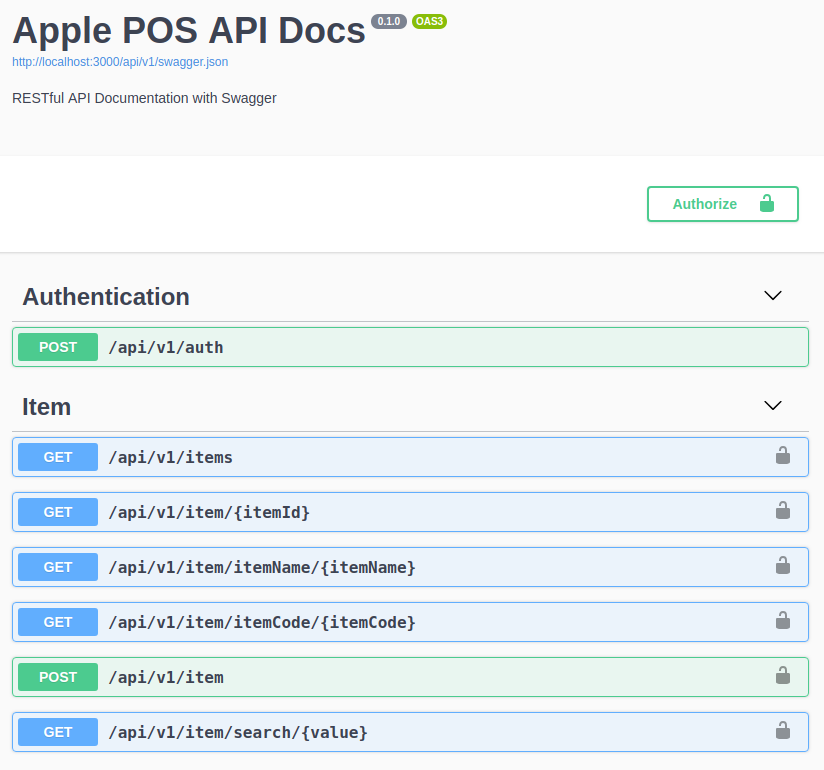 Apple POS API Docs 0.1.0 OAS3
http://localhost:3000/api/v1/swagger.json
RESTful API Documentation with Swagger
Authorize
Authentication
POST /api/v1/auth
Item
GET /api/v1/items
GET /api/v1/item/{itemId}
GET /api/v1/item/itemName/{itemName}
GET /api/v1/item/itemCode/{itemCode}
POST /api/v1/item
GET /api/v1/item/search/{value}